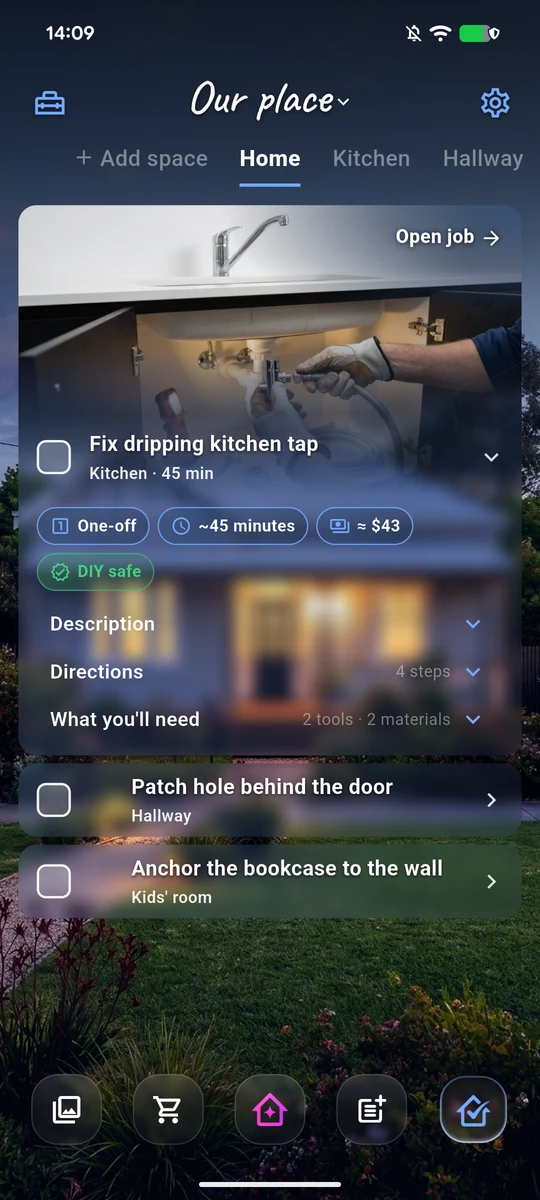 14:09
Our place
+ Add space Home Kitchen Hallway
Open job →
Fix dripping kitchen tap
Kitchen · 45 min
One-off ~45 minutes ≈ $43
DIY safe
Description
Directions 4 steps
What you'll need 2 tools · 2 materials
Patch hole behind the door
Hallway
Anchor the bookcase to the wall
Kids' room